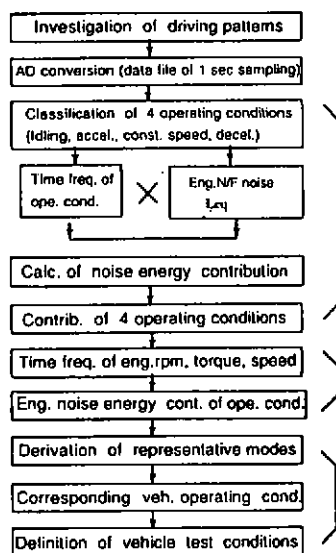 Investigation of driving patterns
AD conversion (data file of 1 sec sampling)
Classification of 4 operating conditions
(Idling, accel., const. speed, decel.)
Time freq. of
ope. cond.
×
Eng.N/F noise
Leq
Calc. of noise energy contribution
Contrib. of 4 operating conditions
Time freq. of eng.rpm, torque, speed
Eng. noise energy cont. of ope. cond.
Derivation of representative modes
Corresponding veh. operating cond.
Definition of vehicle test conditions